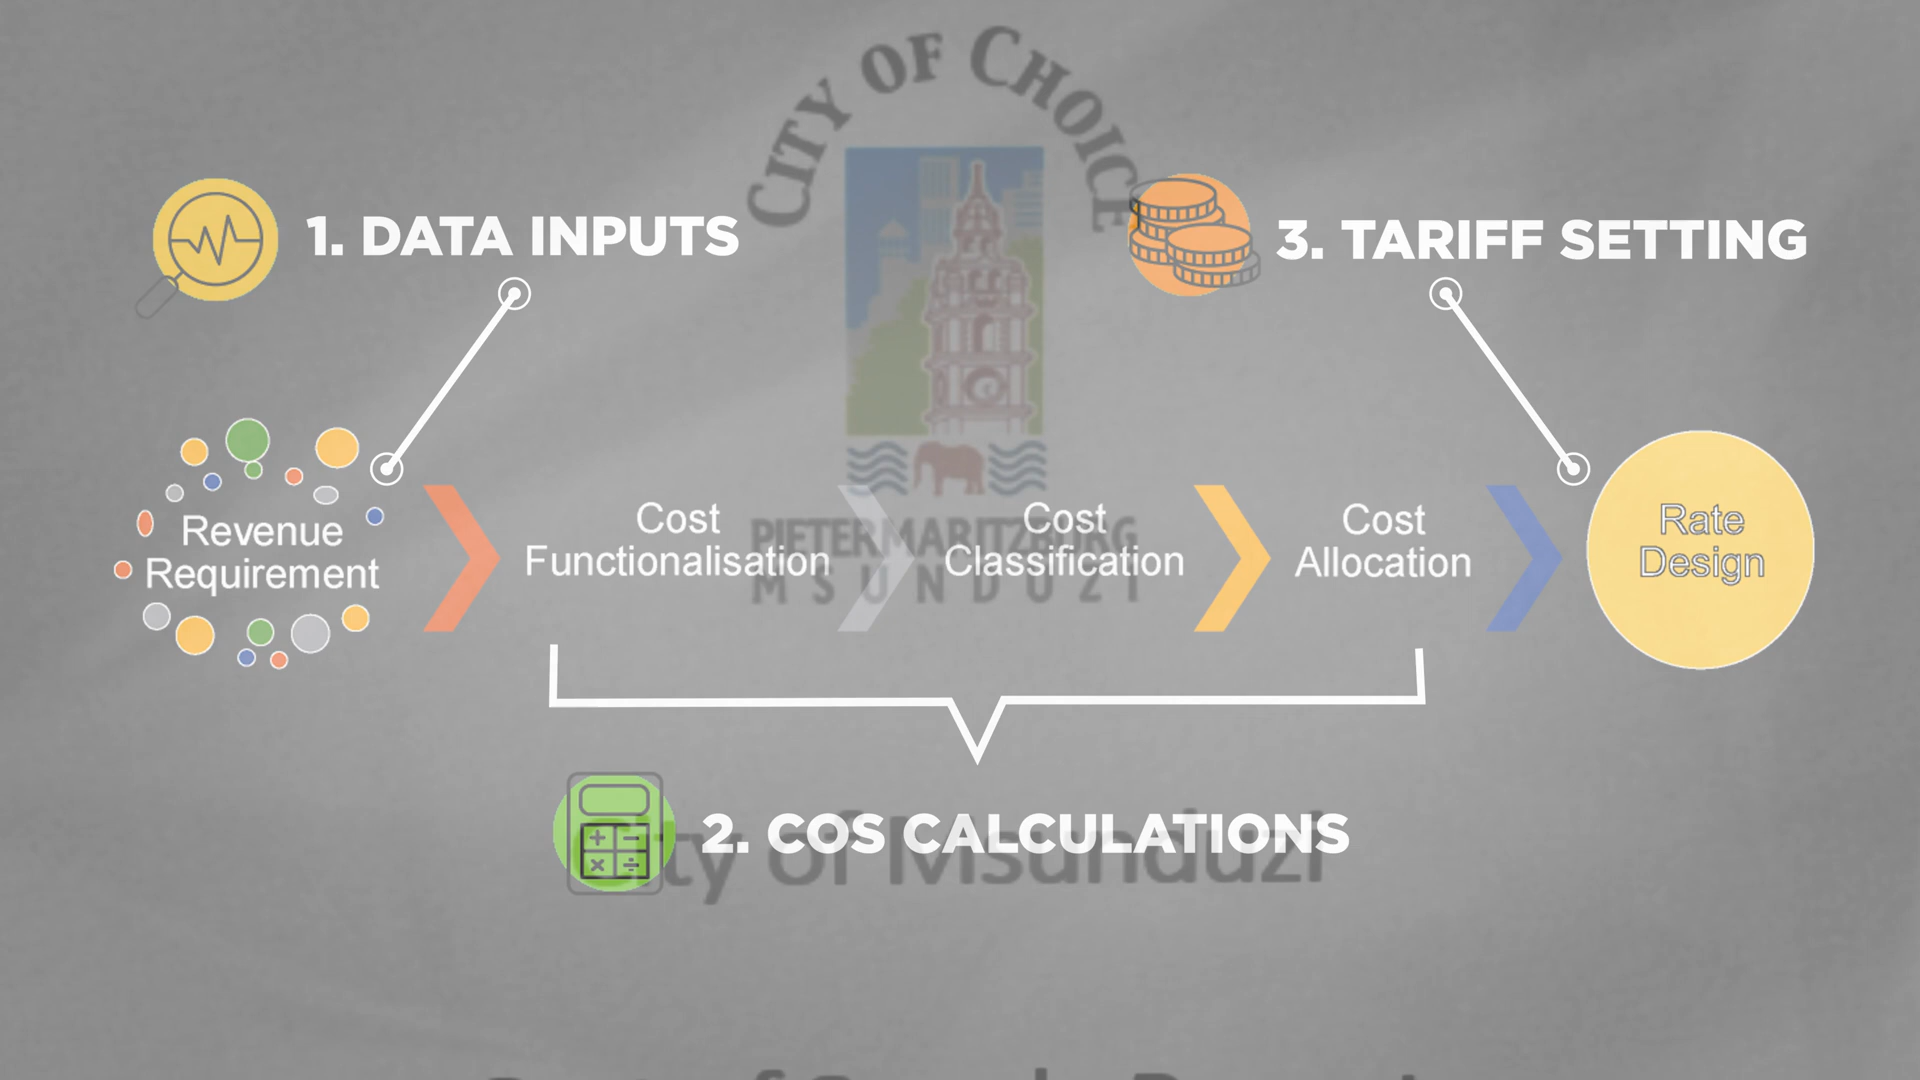 CITY OF CHOICE
1. DATA INPUTS
3. TARIFF SETTING
Revenue
Requirement
Cost
Functionalisation
Cost
Classification
Cost
Allocation
Rate
Design
PIETERMARITZBURG
MSUNDUZI
2. COS CALCULATIONS
of Msunduzi